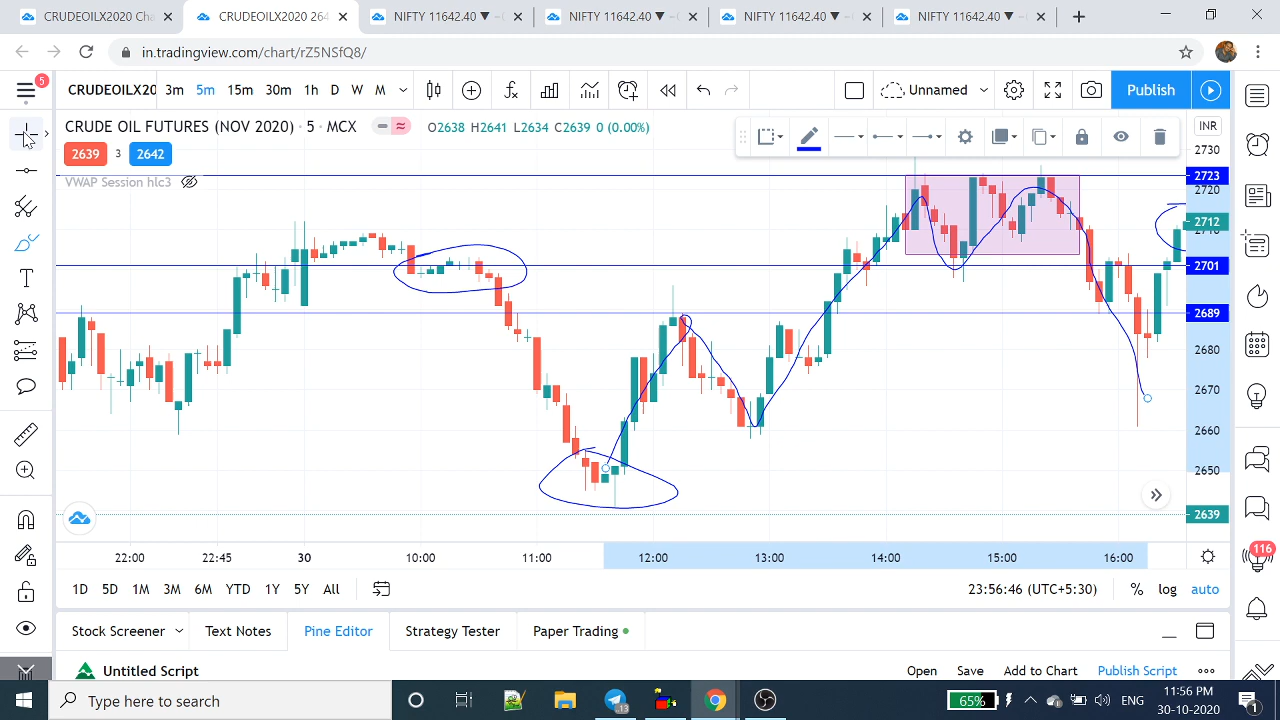 CRUDEOILX2020 Cha
CRUDEOILX2020 264
NIFTY 11642.40 ▼ −
NIFTY 11642.40 ▼ −
NIFTY 11642.40 ▼ −
NIFTY 11642.40 ▼ −
in.tradingview.com/chart/rZ5NSfQ8/
5
CRUDEOILX20 3m 5m 15m 30m 1h D W M
Unnamed
Publish
CRUDE OIL FUTURES (NOV 2020) · 5 · MCX
O2638 H2641 L2634 C2639 0 (0.00%)
INR
2639 3 2642
VWAP Session hlc3
2730
2723
2720
2712
2701
2689
2680
2670
2660
2650
2639
22:00 22:45 30 10:00 11:00 12:00 13:00 14:00 15:00 16:00
1D 5D 1M 3M 6M YTD 1Y 5Y All
23:56:46 (UTC+5:30) % log auto
116
Stock Screener Text Notes Pine Editor Strategy Tester Paper Trading
Untitled Script
Open Save Add to Chart Publish Script
Type here to search
13
65%
ENG
11:56 PM
30-10-2020